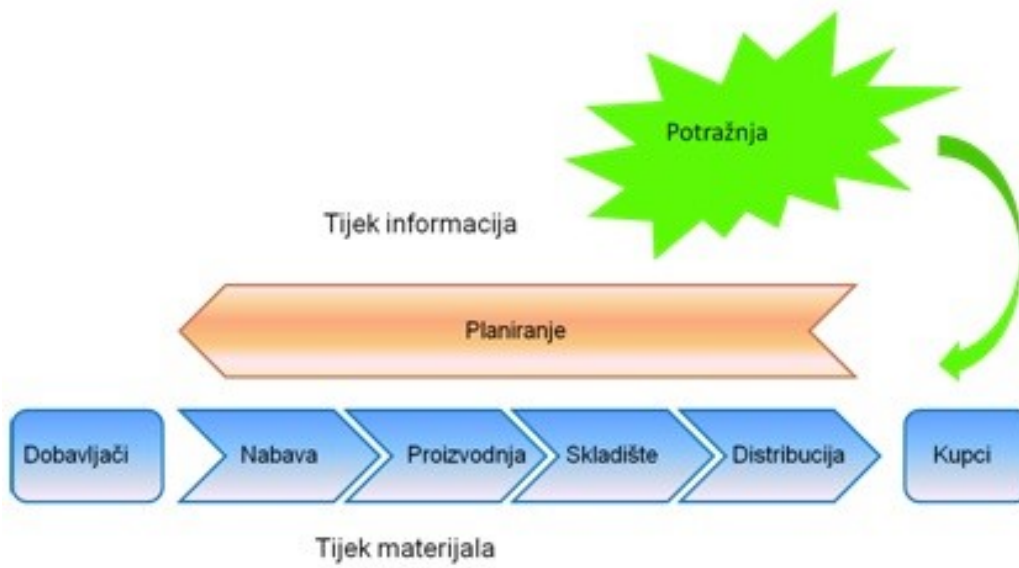 Potražnja
Tijek informacija
Planiranje
Dobavljači
Nabava
Proizvodnja
Skladište
Distribucija
Kupci
Tijek materijala